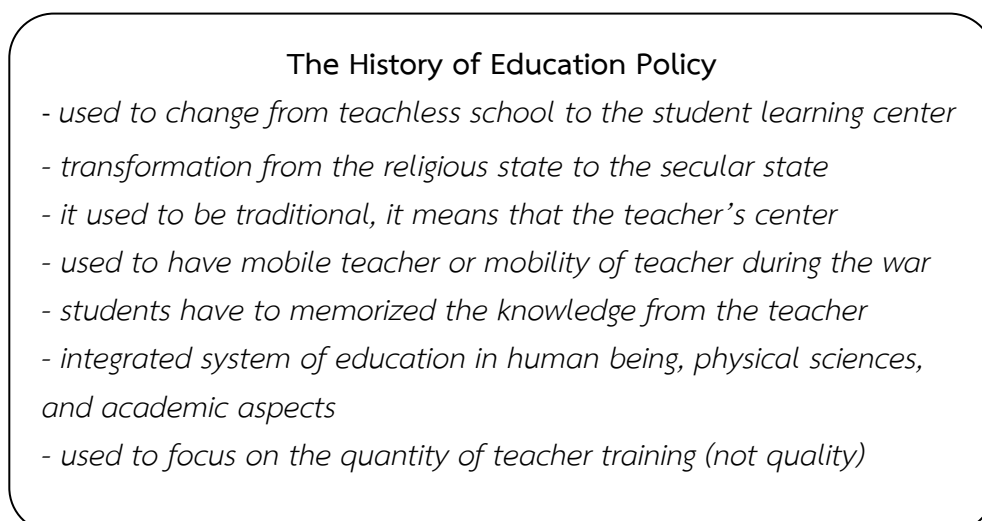 The History of Education Policy
- used to change from teachless school to the student learning center
- transformation from the religious state to the secular state
- it used to be traditional, it means that the teacher’s center
- used to have mobile teacher or mobility of teacher during the war
- students have to memorized the knowledge from the teacher
- integrated system of education in human being, physical sciences,
and academic aspects
- used to focus on the quantity of teacher training (not quality)